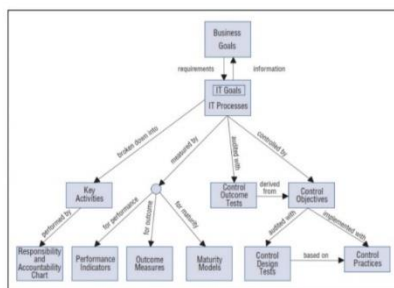 Business
Goals
requirements
information
IT Goals
IT Processes
broken down into
measured by
audited with
controlled by
Key
Activities
Control
Outcome
Tests
derived
from
Control
Objectives
performed by
for performance
for outcome
for maturity
audited with
implemented with
Responsibility
and
Accountability
Chart
Performance
Indicators
Outcome
Measures
Maturity
Models
Control
Design
Tests
based on
Control
Practices